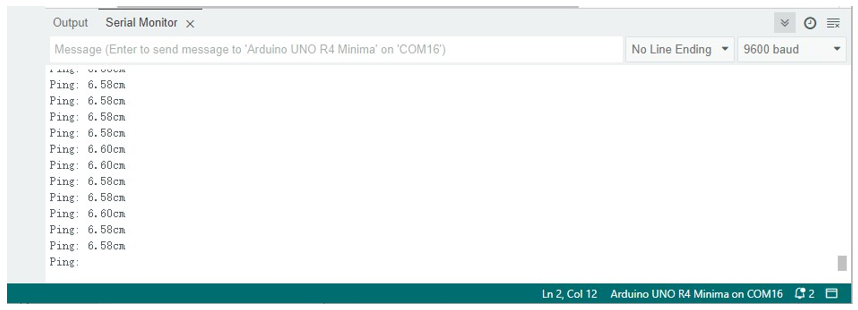 Output Serial Monitor
Message (Enter to send message to 'Arduino UNO R4 Minima' on 'COM16') No Line Ending 9600 baud
Ping: 6.58cm
Ping: 6.58cm
Ping: 6.58cm
Ping: 6.58cm
Ping: 6.60cm
Ping: 6.60cm
Ping: 6.58cm
Ping: 6.58cm
Ping: 6.60cm
Ping: 6.58cm
Ping: 6.58cm
Ping:
Ln 2, Col 12 Arduino UNO R4 Minima on COM16 2